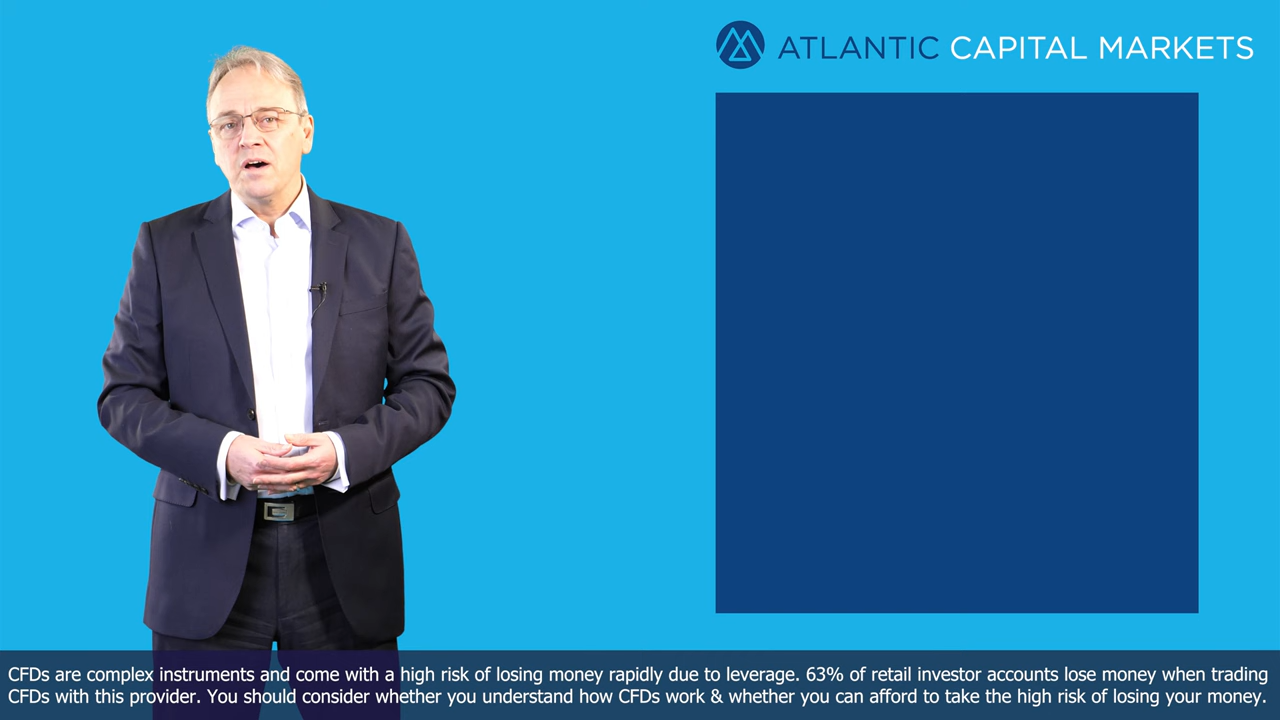 ATLANTIC CAPITAL MARKETS
CFDs are complex instruments and come with a high risk of losing money rapidly due to leverage. 63% of retail investor accounts lose money when trading
CFDs with this provider. You should consider whether you understand how CFDs work & whether you can afford to take the high risk of losing your money.